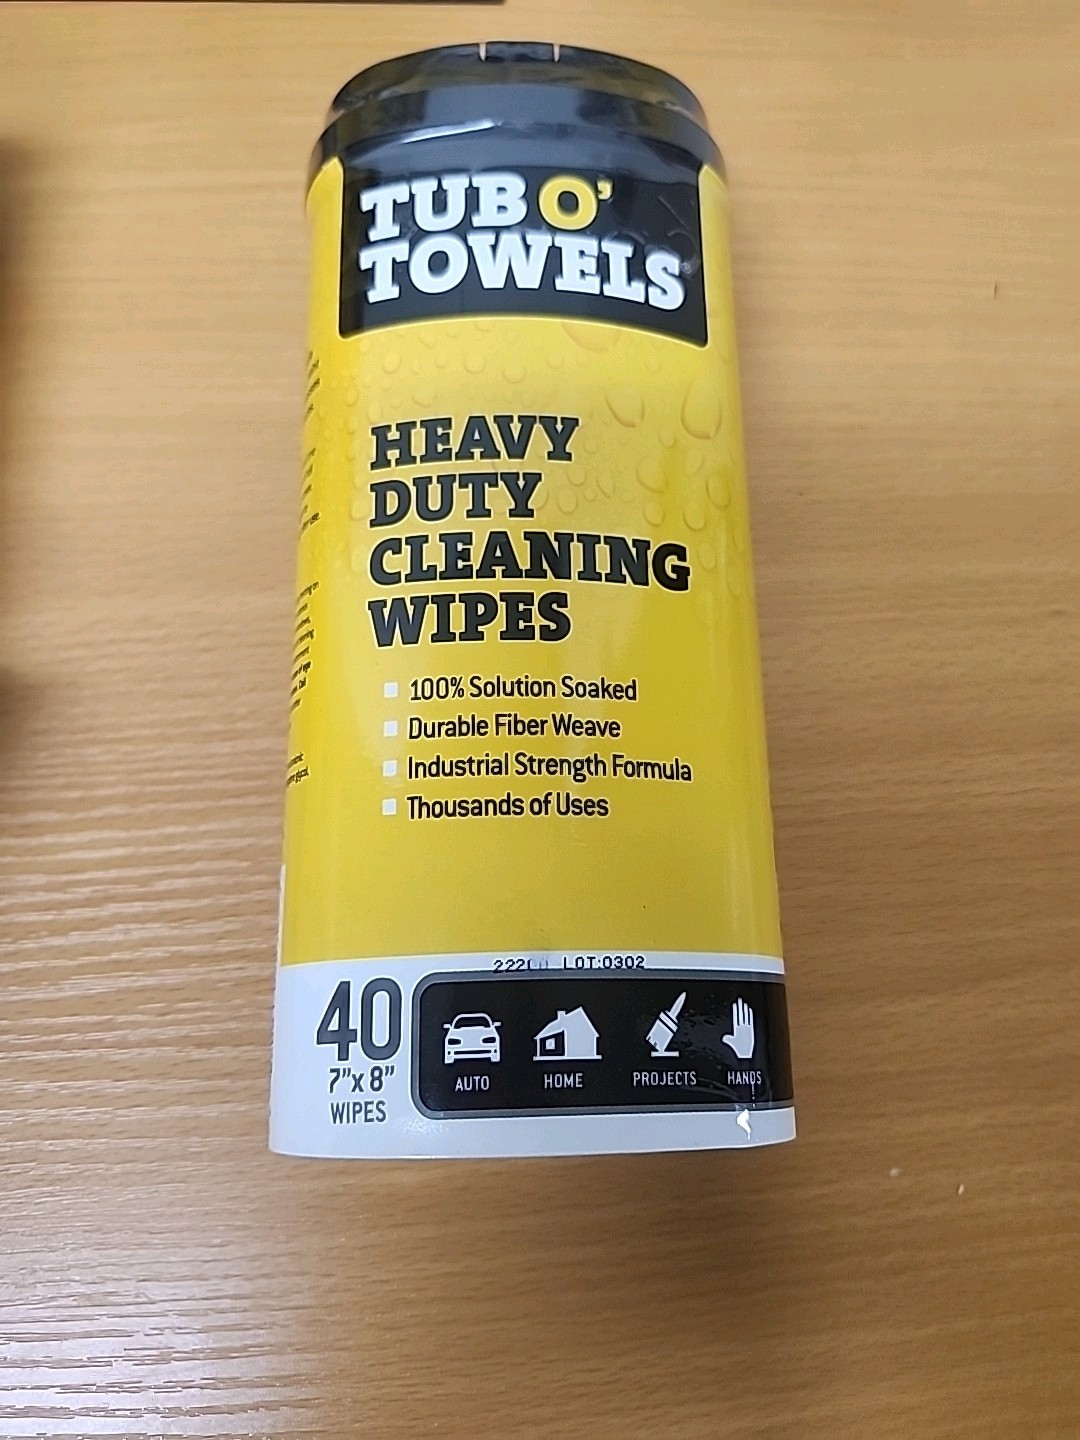 TUB O'
TOWELS®
HEAVY
DUTY
CLEANING
WIPES
100% Solution Soaked
Durable Fiber Weave
Industrial Strength Formula
Thousands of Uses
LOT:0302
40
7"x 8"
WIPES
AUTO
HOME
PROJECTS
HANDS